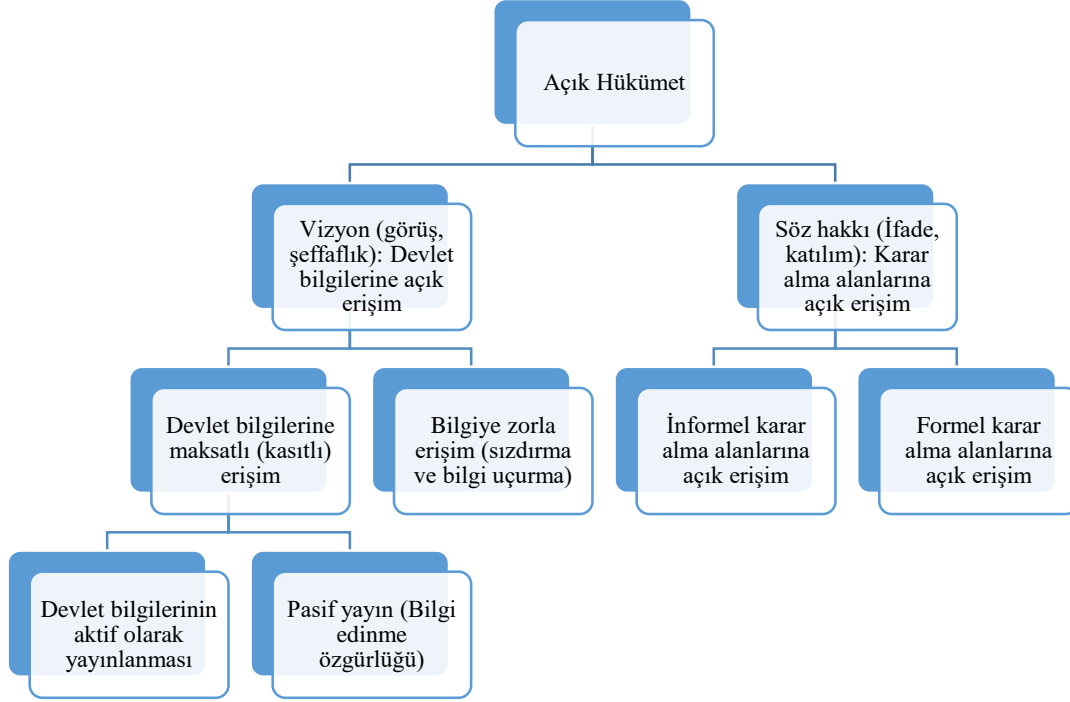 Açık Hükümet
Vizyon (görüş,
şeffaflık): Devlet
bilgilerine açık
erişim
Söz hakkı (İfade,
katılım): Karar
alma alanlarına
açık erişim
Devlet bilgilerine
maksatlı (kasıtlı)
erişim
Bilgiye zorla
erişim (sızdırma
ve bilgi uçurma)
İnformel karar
alma alanlarına
açık erişim
Formel karar
alma alanlarına
açık erişim
Devlet bilgilerinin
aktif olarak
yayınlanması
Pasif yayın (Bilgi
edinme
özgürlüğü)